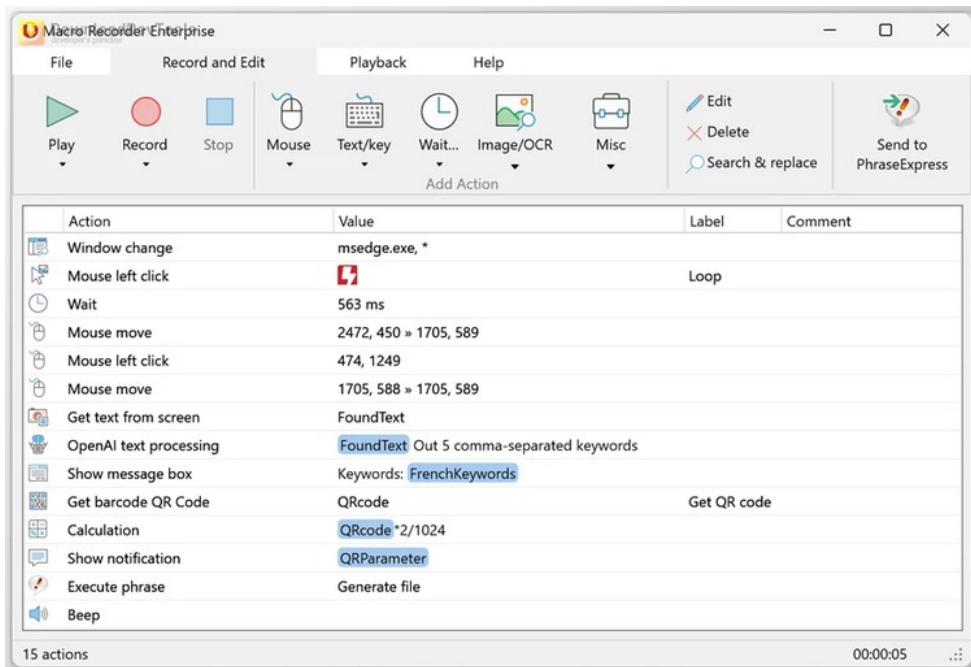 DownloadDevTools
developer's paradise
Macro Recorder Enterprise
File Record and Edit Playback Help
Play Record Stop Mouse Text/key Wait... Image/OCR Misc
Add Action
Edit
Delete
Search & replace
Send to
PhraseExpress
Action Value Label Comment
Window change msedge.exe, *
Mouse left click Loop
Wait 563 ms
Mouse move 2472, 450 » 1705, 589
Mouse left click 474, 1249
Mouse move 1705, 588 » 1705, 589
Get text from screen FoundText
OpenAI text processing FoundText Out 5 comma-separated keywords
Show message box Keywords: FrenchKeywords
Get barcode QR Code QRcode Get QR code
Calculation QRcode*2/1024
Show notification QRParameter
Execute phrase Generate file
Beep
15 actions 00:00:05